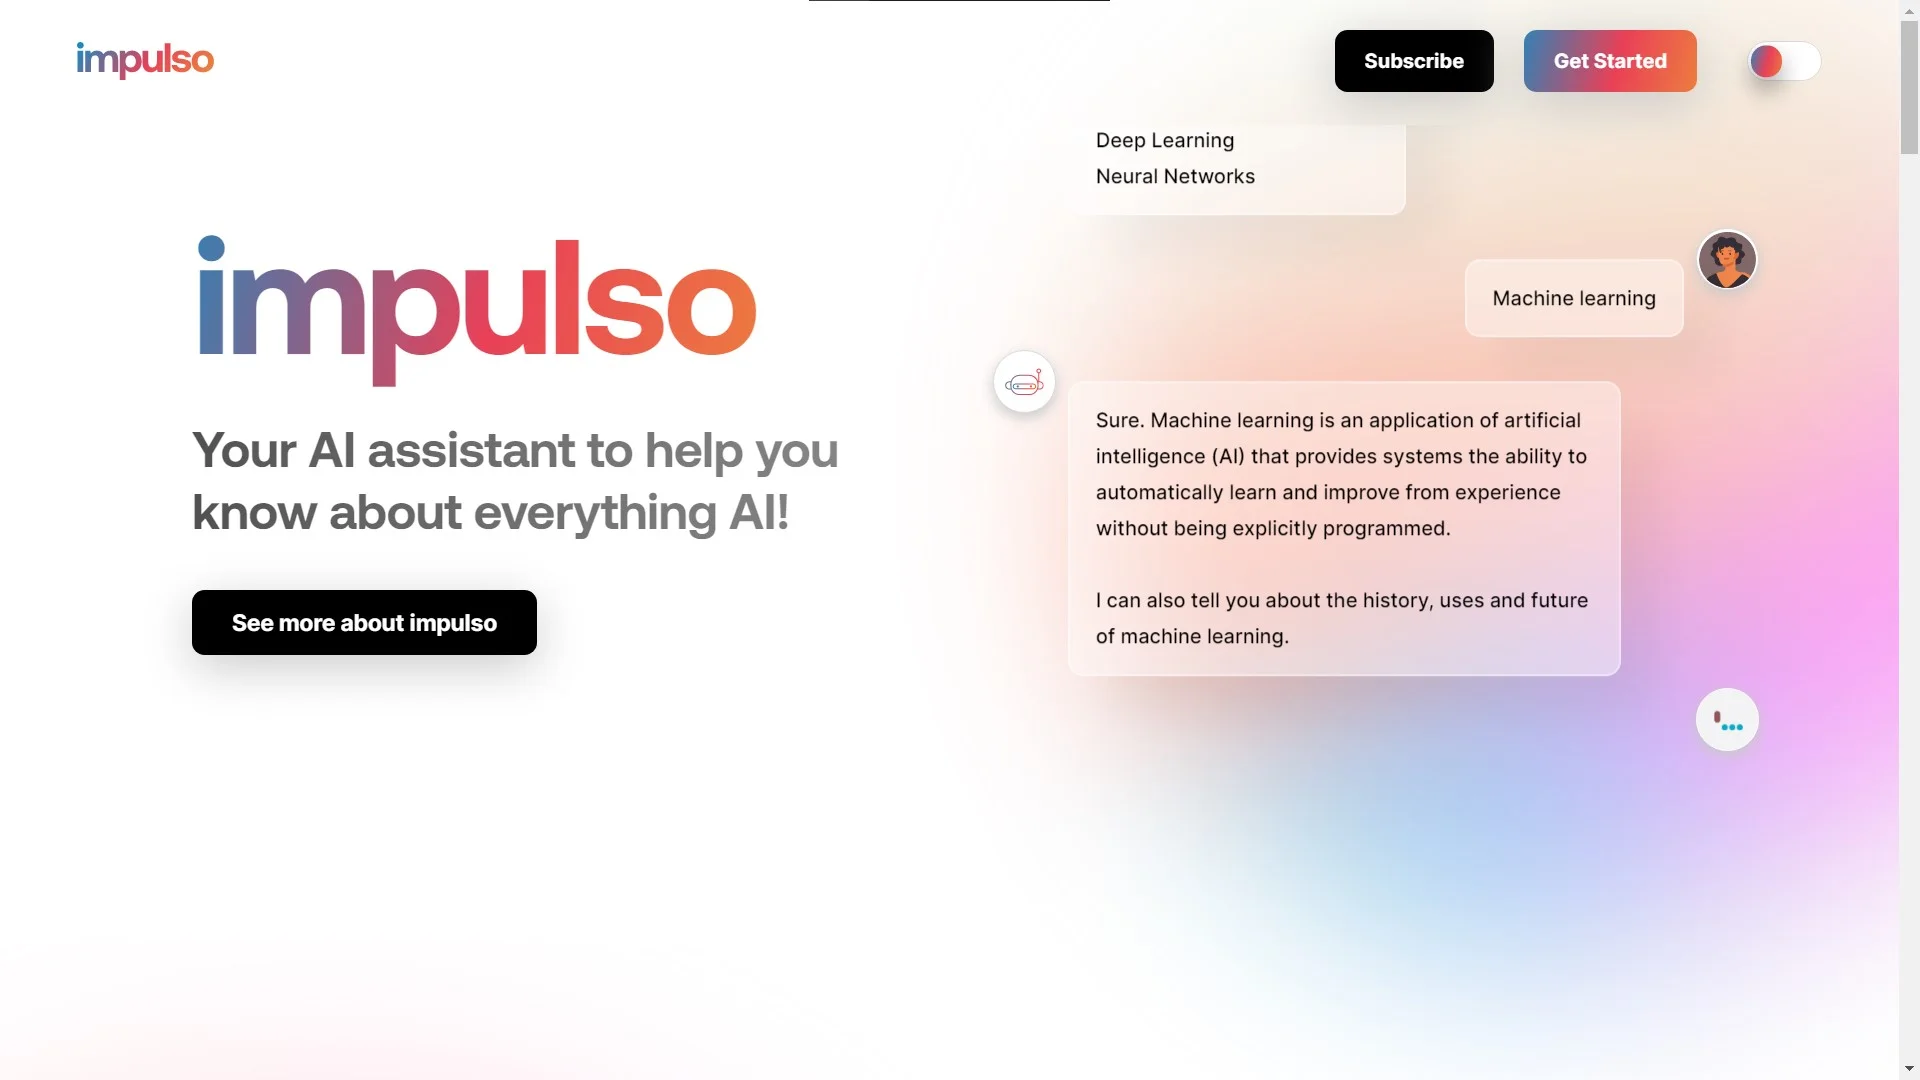 impulso
Subscribe
Get Started
Deep Learning
Neural Networks
Machine learning
impulso
Your AI assistant to help you
know about everything AI!
See more about impulso
Sure. Machine learning is an application of artificial
intelligence (AI) that provides systems the ability to
automatically learn and improve from experience
without being explicitly programmed.
I can also tell you about the history, uses and future
of machine learning.